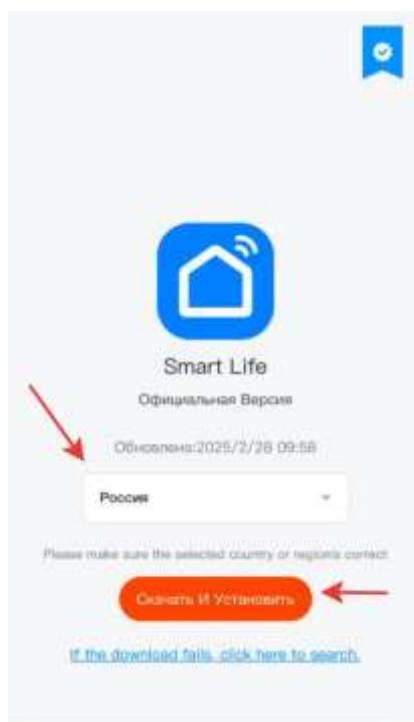 Smart Life
Официальная Версия
Обновлено:2025/2/28 09:58
Россия
Please make sure the selected country or region's correct
Скачать И Установить
If the download fails, click here to search.